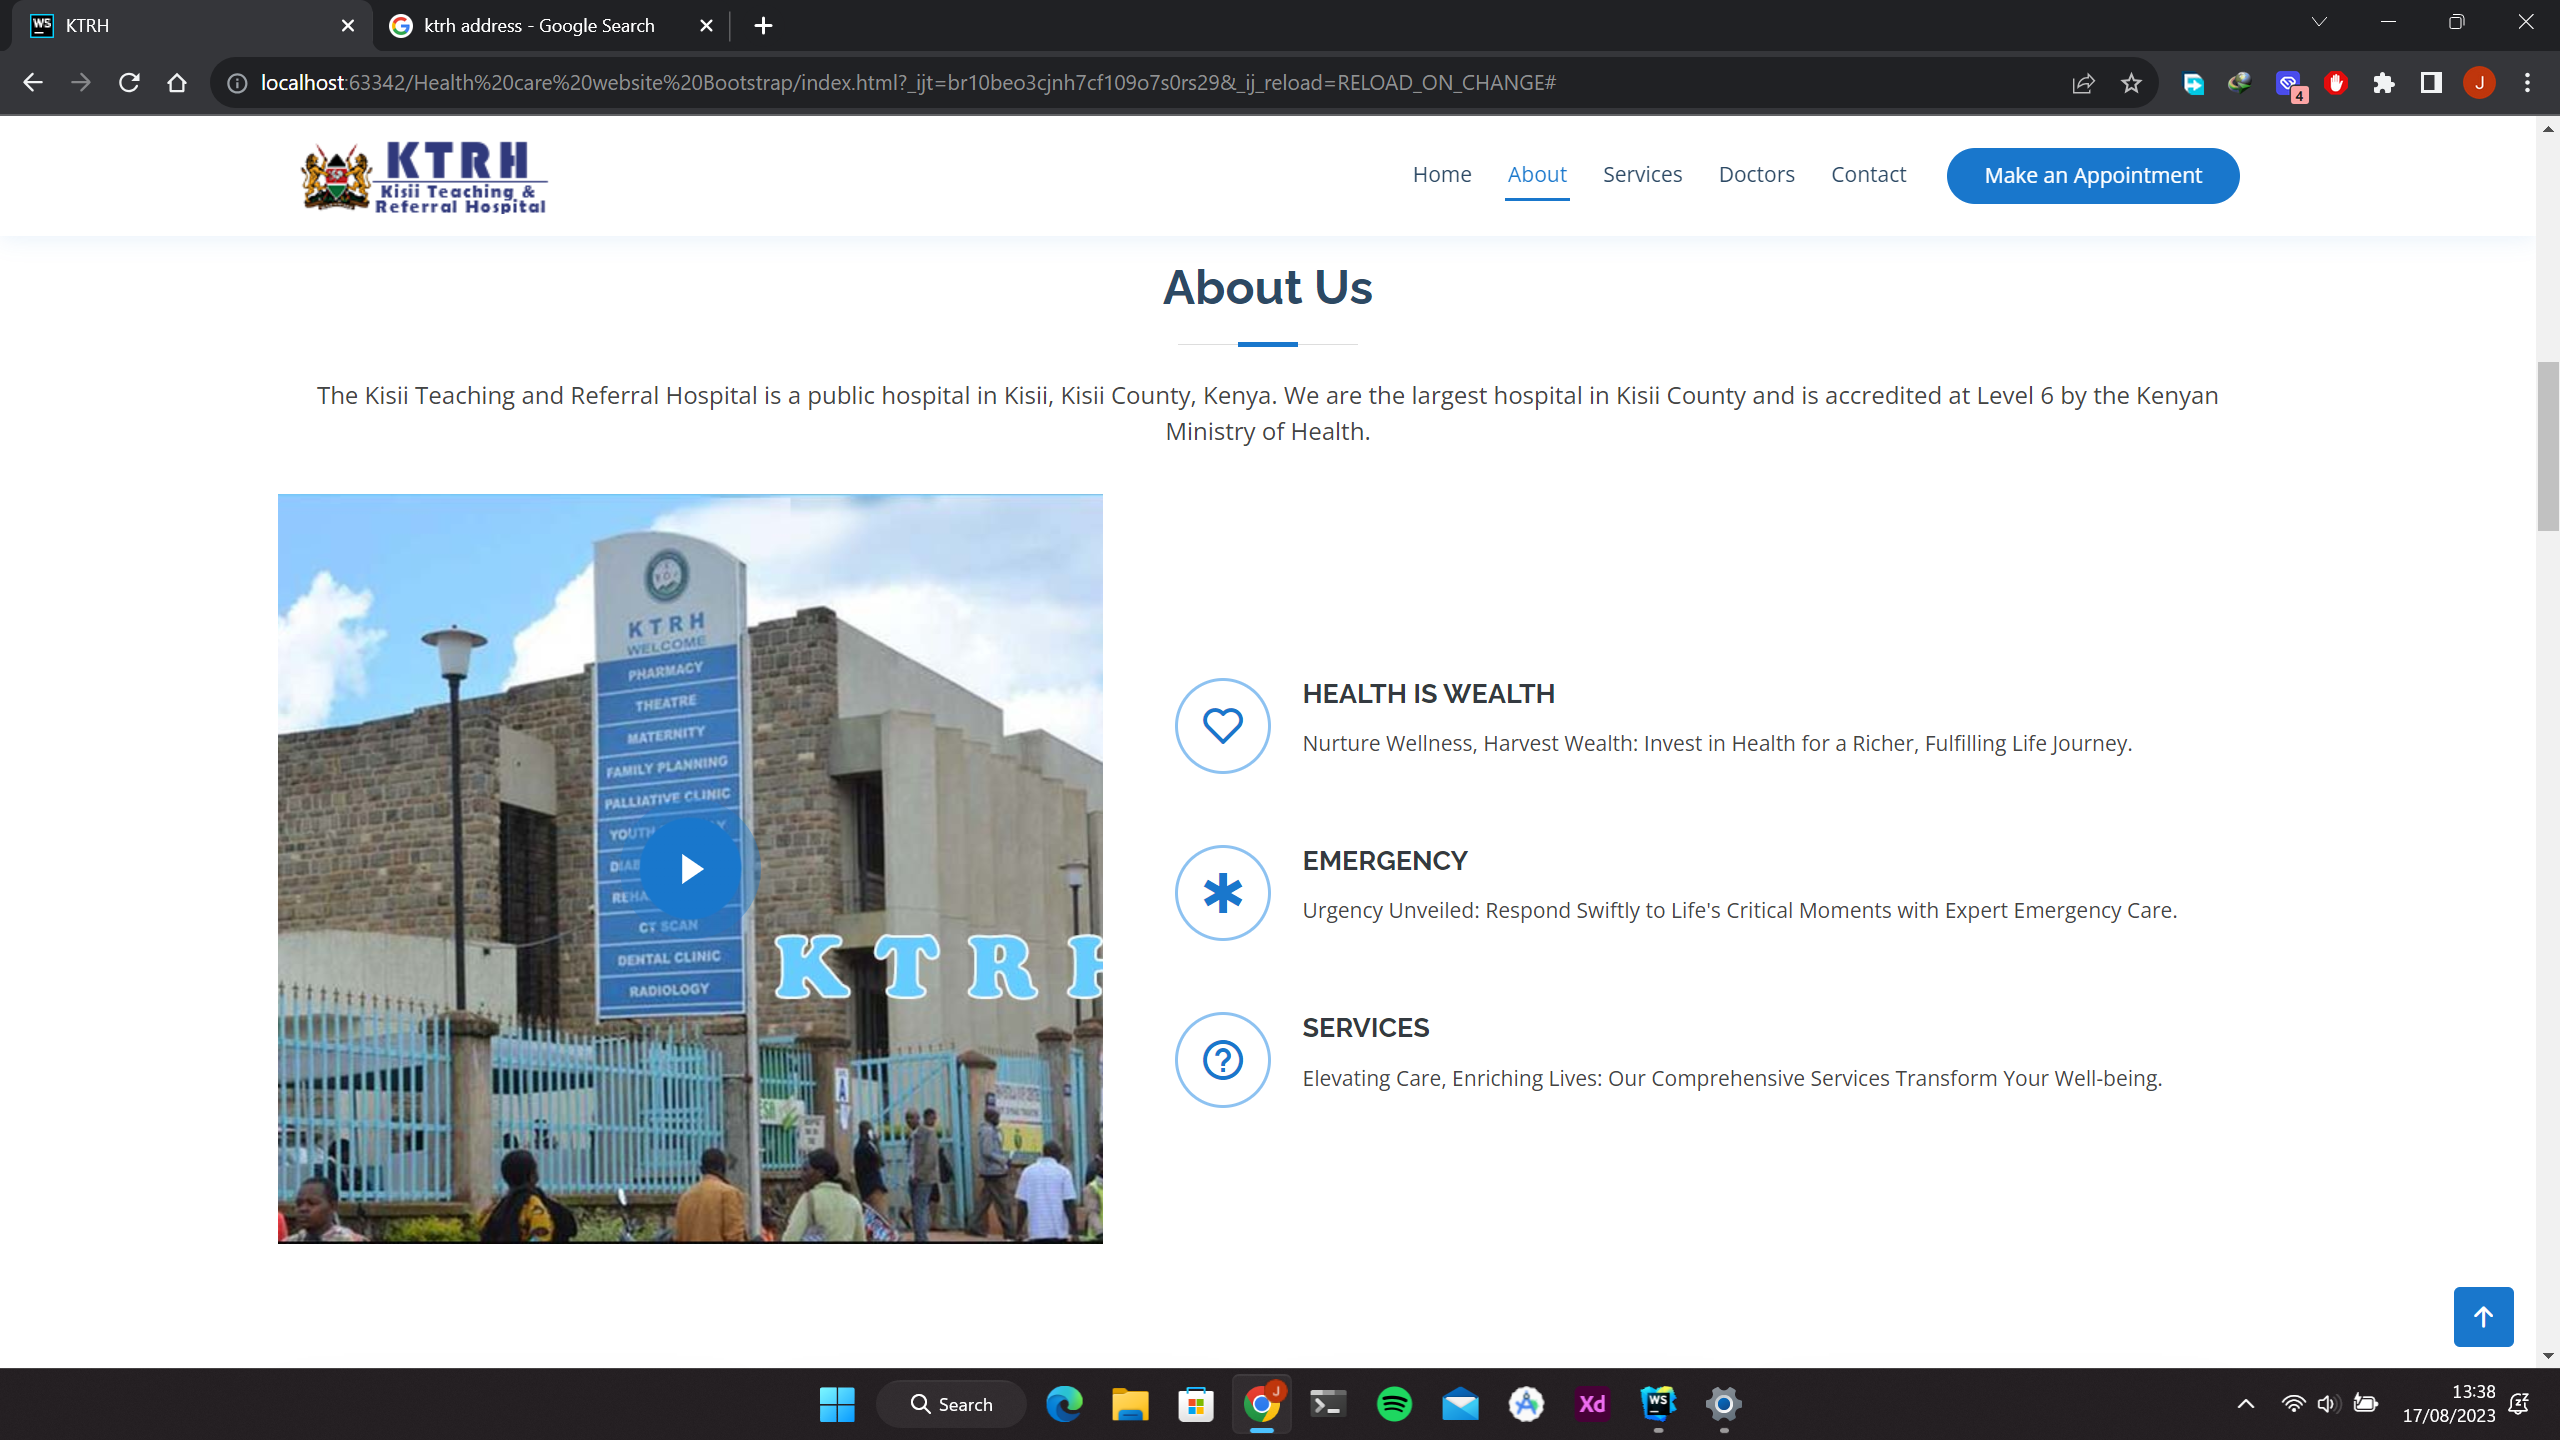 KTRH
ktrh address - Google Search
localhost:63342/Health%20care%20website%20Bootstrap/index.html?_ijt=br10beo3cjnh7cf109o7s0rs29&_ij_reload=RELOAD_ON_CHANGE#
4
J
KTRH
Kisii Teaching &
Referral Hospital
Home
About
Services
Doctors
Contact
Make an Appointment
About Us
The Kisii Teaching and Referral Hospital is a public hospital in Kisii, Kisii County, Kenya. We are the largest hospital in Kisii County and is accredited at Level 6 by the Kenyan
Ministry of Health.
KTRH
WELCOME
PHARMACY
THEATRE
MATERNITY
FAMILY PLANNING
PALLIATIVE CLINIC
CT SCAN
DENTAL CLINIC
RADIOLOGY
K T R H
HEALTH IS WEALTH
Nurture Wellness, Harvest Wealth: Invest in Health for a Richer, Fulfilling Life Journey.
EMERGENCY
Urgency Unveiled: Respond Swiftly to Life's Critical Moments with Expert Emergency Care.
SERVICES
Elevating Care, Enriching Lives: Our Comprehensive Services Transform Your Well-being.
Search
J
Xd
WS
13:38
17/08/2023